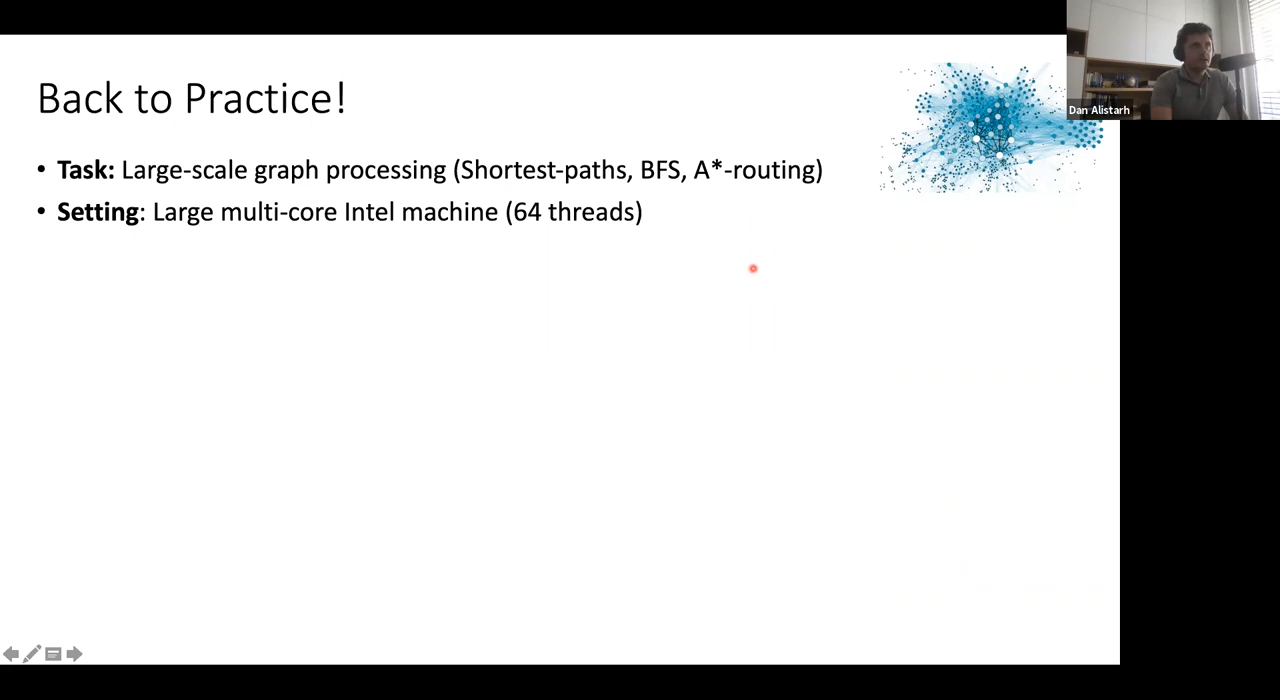 Back to Practice!
• Task: Large-scale graph processing (Shortest-paths, BFS, A*-routing)
• Setting: Large multi-core Intel machine (64 threads)
Dan Alistarh